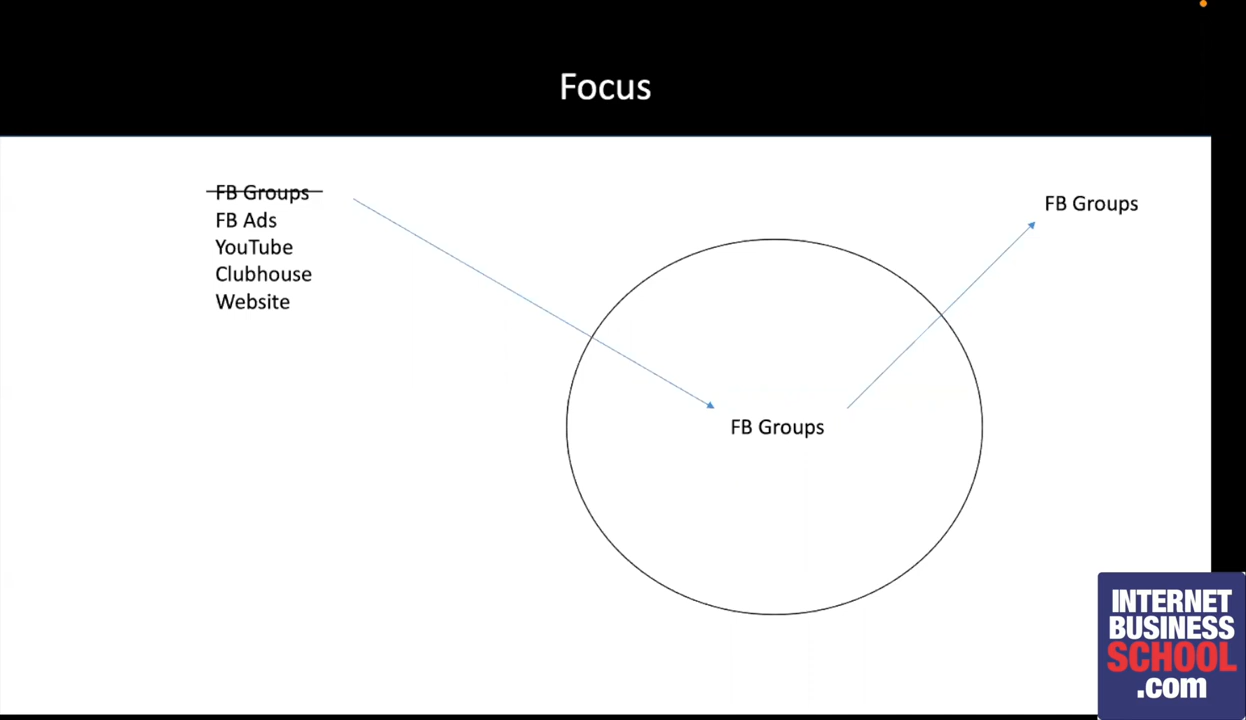 Focus
FB Groups
FB Ads
YouTube
Clubhouse
Website
FB Groups
FB Groups
INTERNET
BUSINESS
SCHOOL
.com